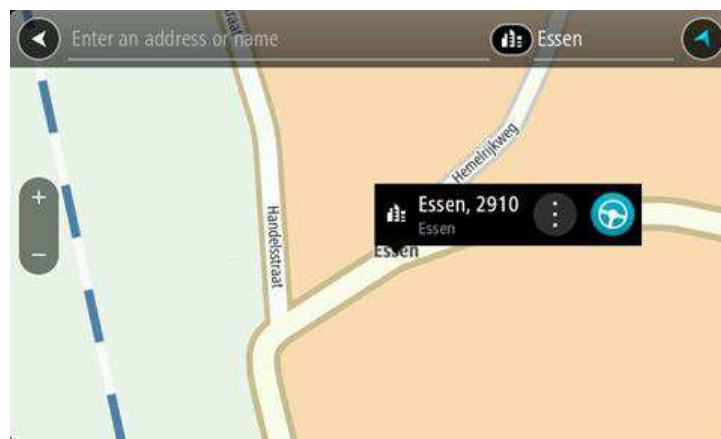 Enter an address or name
Essen
Hemelrijkweg
Essen, 2910
Essen
Essen
Handelsstraat